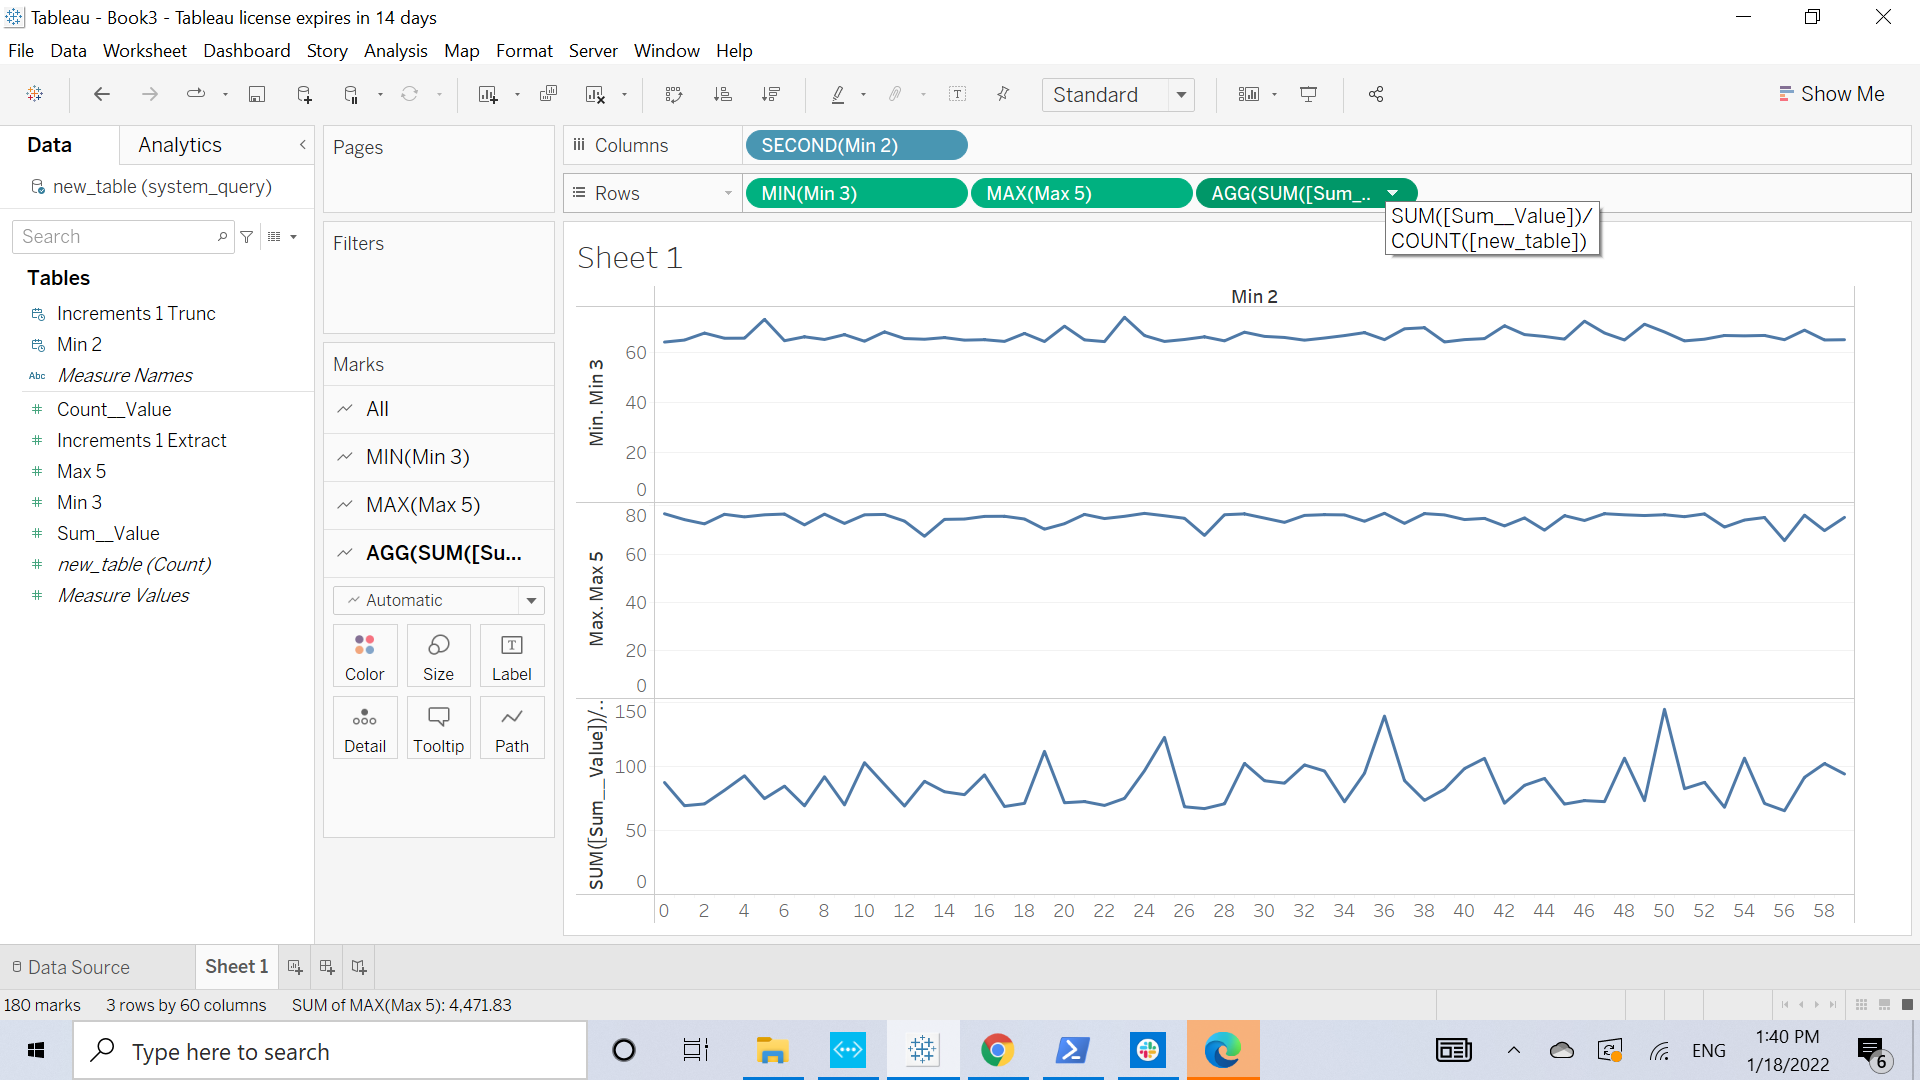 Tableau - Book3 - Tableau license expires in 14 days
File Data Worksheet Dashboard Story Analysis Map Format Server Window Help
Standard
Show Me
Data Analytics
new_table (system_query)
Search
Tables
Increments 1 Trunc
Min 2
Abc Measure Names
Count__Value
Increments 1 Extract
Max 5
Min 3
Sum__Value
new_table (Count)
Measure Values
Pages
Filters
Marks
All
MIN(Min 3)
MAX(Max 5)
AGG(SUM([Su...
Automatic
Color Size Label
Detail Tooltip Path
Columns SECOND(Min 2)
Rows MIN(Min 3) MAX(Max 5) AGG(SUM([Sum_..
SUM([Sum__Value])/
COUNT([new_table])
Sheet 1
Min 2
Min. Min 3
60
40
20
0
Max. Max 5
80
60
40
20
0
SUM([Sum__Value])/..
150
100
50
0
0 2 4 6 8 10 12 14 16 18 20 22 24 26 28 30 32 34 36 38 40 42 44 46 48 50 52 54 56 58
Data Source Sheet 1
180 marks 3 rows by 60 columns SUM of MAX(Max 5): 4,471.83
Type here to search
ENG
1:40 PM
1/18/2022
6